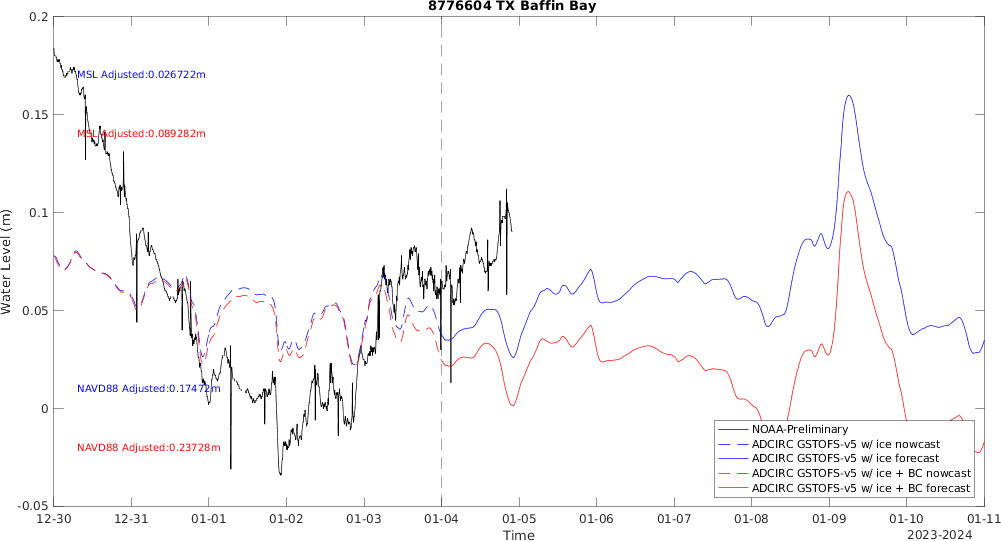 8776604 TX Baffin Bay
Water Level (m)
0.2
0.15
0.1
0.05
0
-0.05
MSL Adjusted:0.026722m
MSL Adjusted:0.089282m
NAVD88 Adjusted:0.17472m
NAVD88 Adjusted:0.23728m
NOAA-Preliminary
ADCIRC GSTOFS-v5 w/ ice nowcast
ADCIRC GSTOFS-v5 w/ ice forecast
ADCIRC GSTOFS-v5 w/ ice + BC nowcast
ADCIRC GSTOFS-v5 w/ ice + BC forecast
12-30 12-31 01-01 01-02 01-03 01-04 01-05 01-06 01-07 01-08 01-09 01-10 01-11
Time
2023-2024